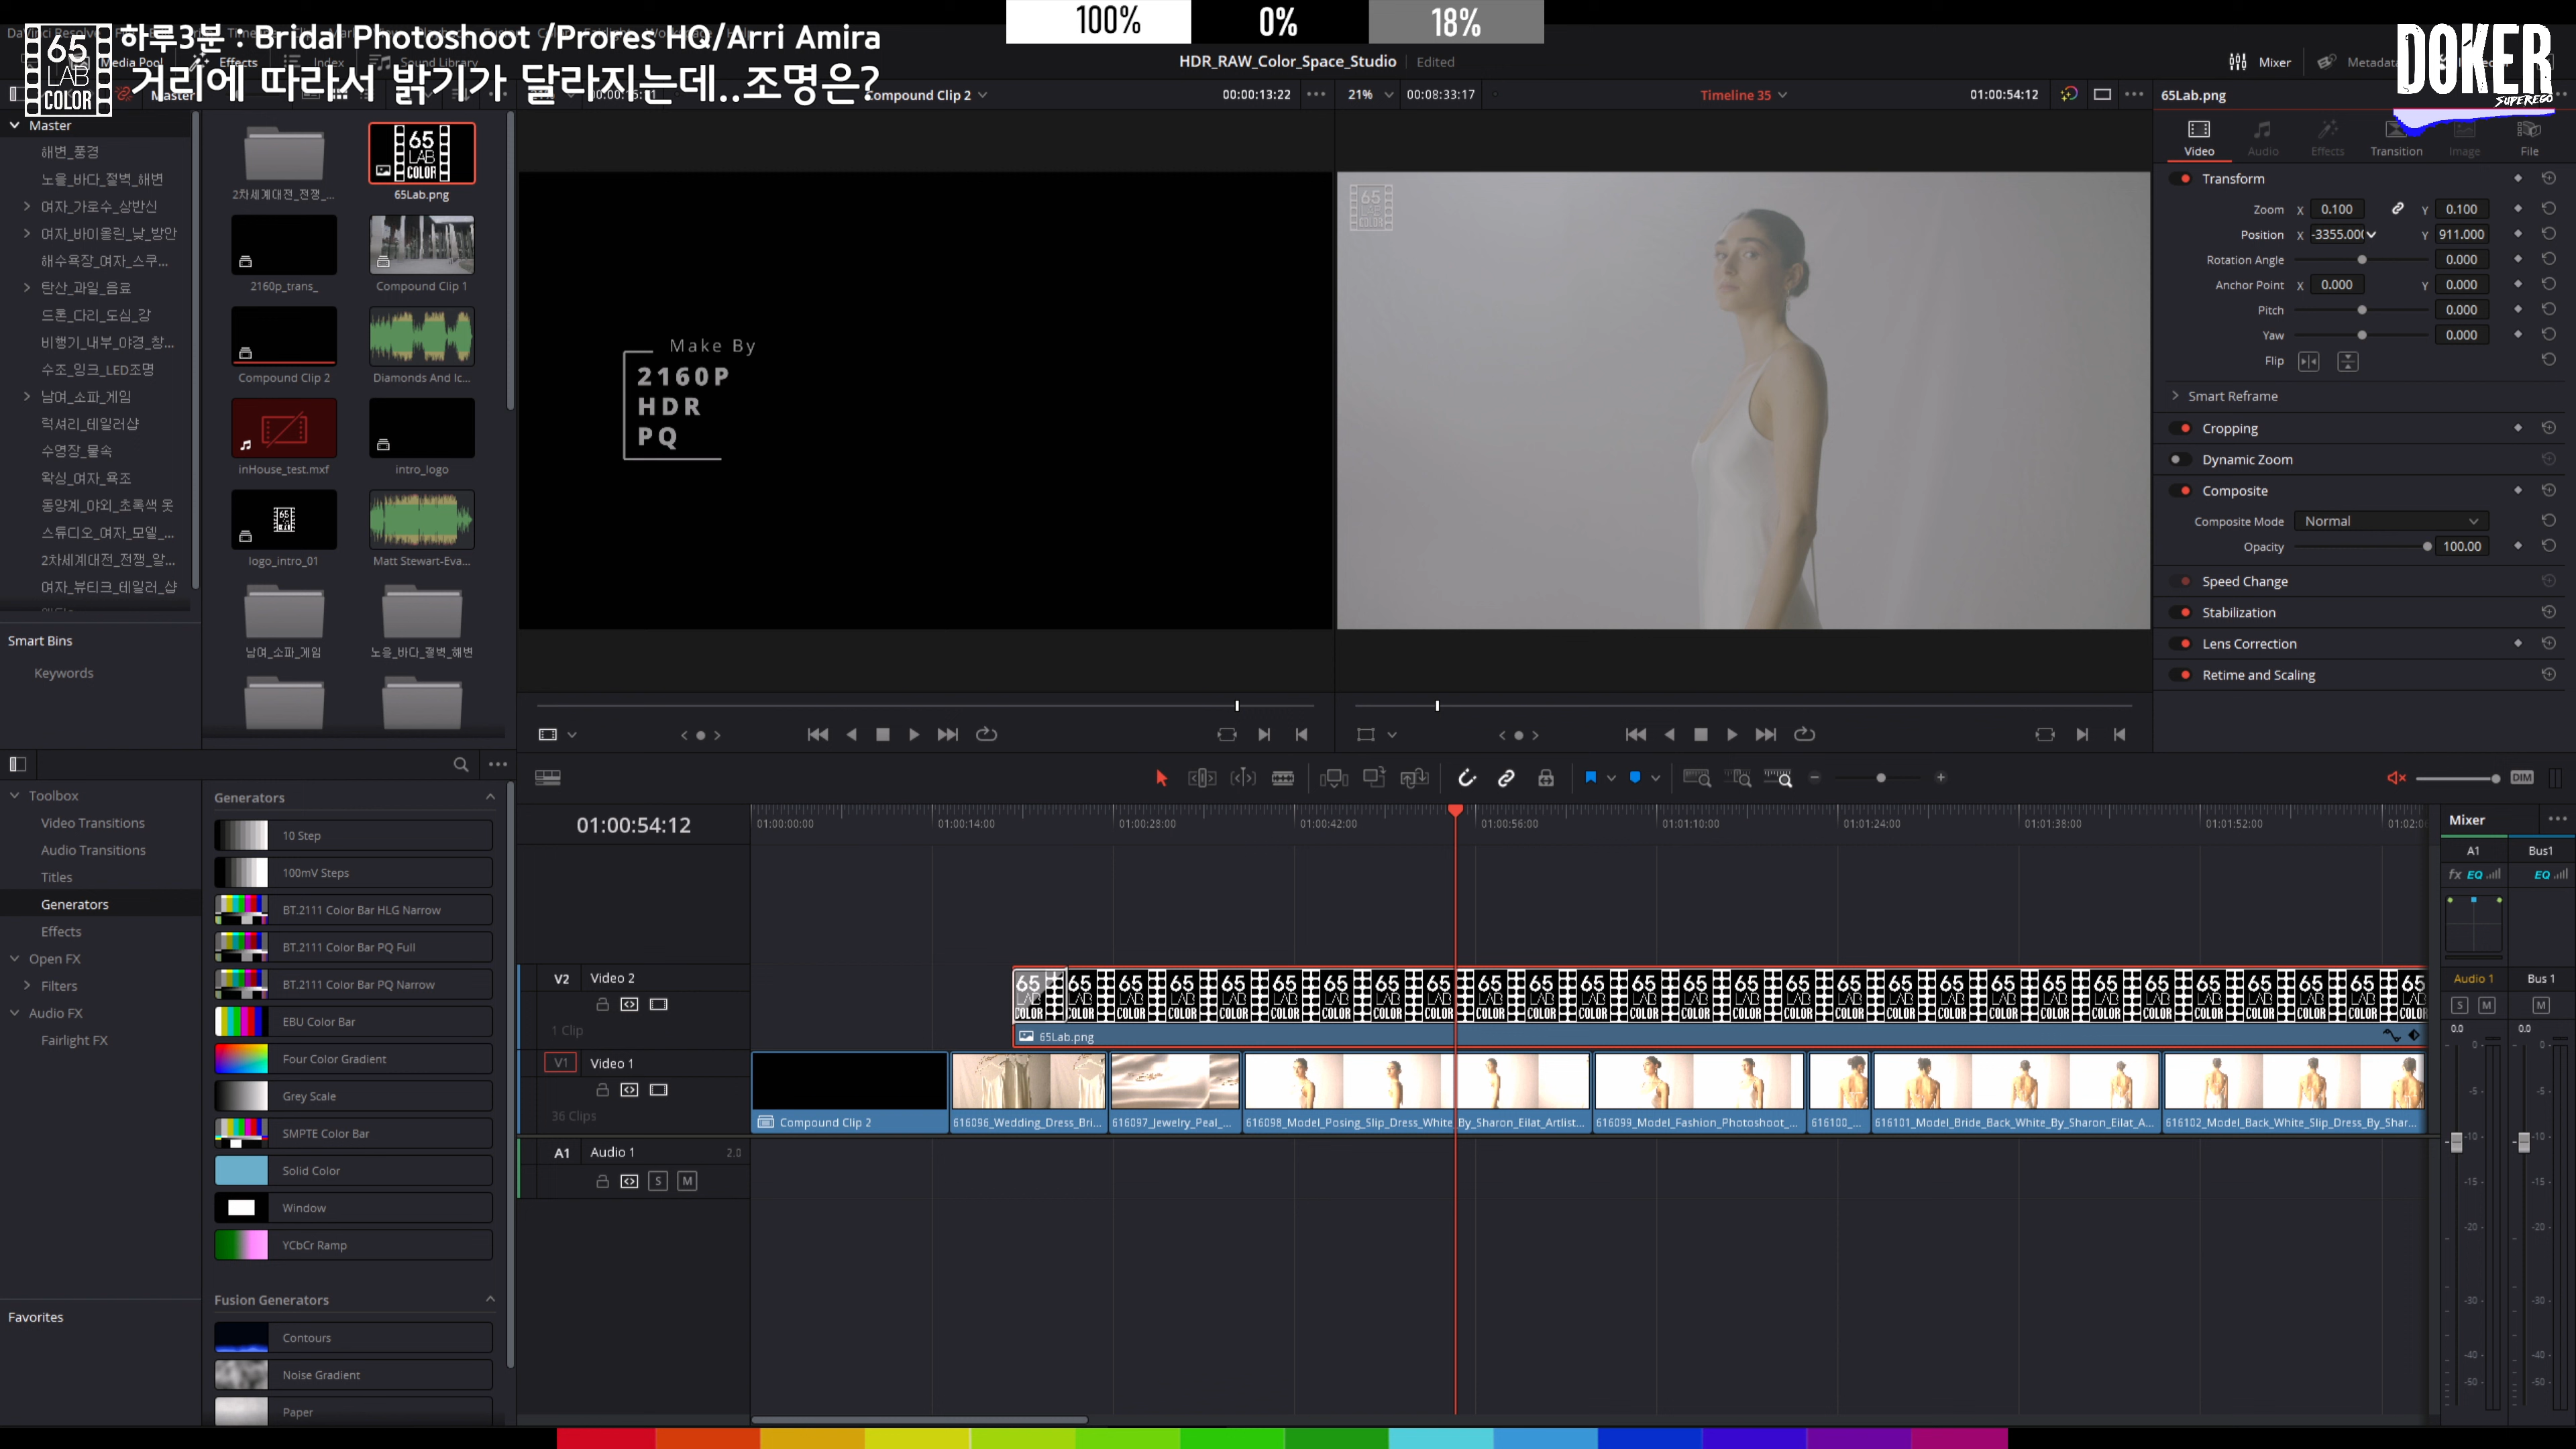 100%
0%
18%
하루3분 : Bridal Photoshoot /Prores HQ/Arri Amira
거리에 따라서 밝기가 달라지는데..조명은?
65
LAB
COLOR
DOKER
SUPEREGO
Media Pool
Effects
Index
Sound Library
HDR_RAW_Color_Space_Studio
Edited
Mixer
Master
Compound Clip 2
00:00:13:22
21%
00:08:33:17
Timeline 35
01:00:54:12
65Lab.png
Master
해변_풍경
노을_바다_절벽_해변
여자_가로수_상반신
여자_바이올린_낮_방안
해수욕장_여자_스쿠...
탄산_과일_음료
드론_다리_도심_강
비행기_내부_야경_창...
수조_잉크_LED조명
남여_소파_게임
럭셔리_테일러샵
수영장_물속
왁싱_여자_욕조
동양계_야외_초록색 옷
스튜디오_여자_모델_...
2차세계대전_전쟁_알...
여자_뷰티크_테일러_샵
Smart Bins
Keywords
2차세계대전_전쟁_...
65Lab.png
2160p_trans_
Compound Clip 1
Compound Clip 2
Diamonds And Ic...
inHouse_test.mxf
intro_logo
logo_intro_01
Matt Stewart-Eva...
남여_소파_게임
노을_바다_절벽_해변
Make By
2160P
HDR
PQ
65
LAB
COLOR
Video
Audio
Effects
Transition
Image
File
Transform
Zoom X 0.100 Y 0.100
Position X Y 911.000
Rotation Angle 0.000
Anchor Point X 0.000 Y 0.000
Pitch 0.000
Yaw 0.000
Flip
Smart Reframe
Cropping
Dynamic Zoom
Composite
Composite Mode Normal
Opacity 100.00
Speed Change
Stabilization
Lens Correction
Retime and Scaling
Toolbox
Video Transitions
Audio Transitions
Titles
Generators
Effects
Open FX
Filters
Audio FX
Fairlight FX
Favorites
Generators
10 Step
100mV Steps
BT.2111 Color Bar HLG Narrow
BT.2111 Color Bar PQ Full
BT.2111 Color Bar PQ Narrow
EBU Color Bar
Four Color Gradient
Grey Scale
SMPTE Color Bar
Solid Color
Window
YCbCr Ramp
Fusion Generators
Contours
Noise Gradient
Paper
DIM
01:00:54:12
01:00:00:00
01:00:14:00
01:00:28:00
01:00:42:00
01:00:56:00
01:01:10:00
01:01:24:00
01:01:38:00
01:01:52:00
V2 Video 2
1 Clip
65Lab.png
V1 Video 1
36 Clips
Compound Clip 2
616096_Wedding_Dress_Bri...
616097_Jewelry_Peal_...
616098_Model_Posing_Slip_Dress_White_By_Sharon_Eilat_Artlist...
616099_Model_Fashion_Photoshoot_...
616100_...
616101_Model_Bride_Back_White_By_Sharon_Eilat_A...
616102_Model_Back_White_Slip_Dress_By_Shar...
A1 Audio 1 2.0
S M
Mixer
A1 Bus1
fx EQ EQ
Audio 1 Bus 1
S M M
0.0 0.0
0
-5
-10
-15
-20
-30
-40
-50